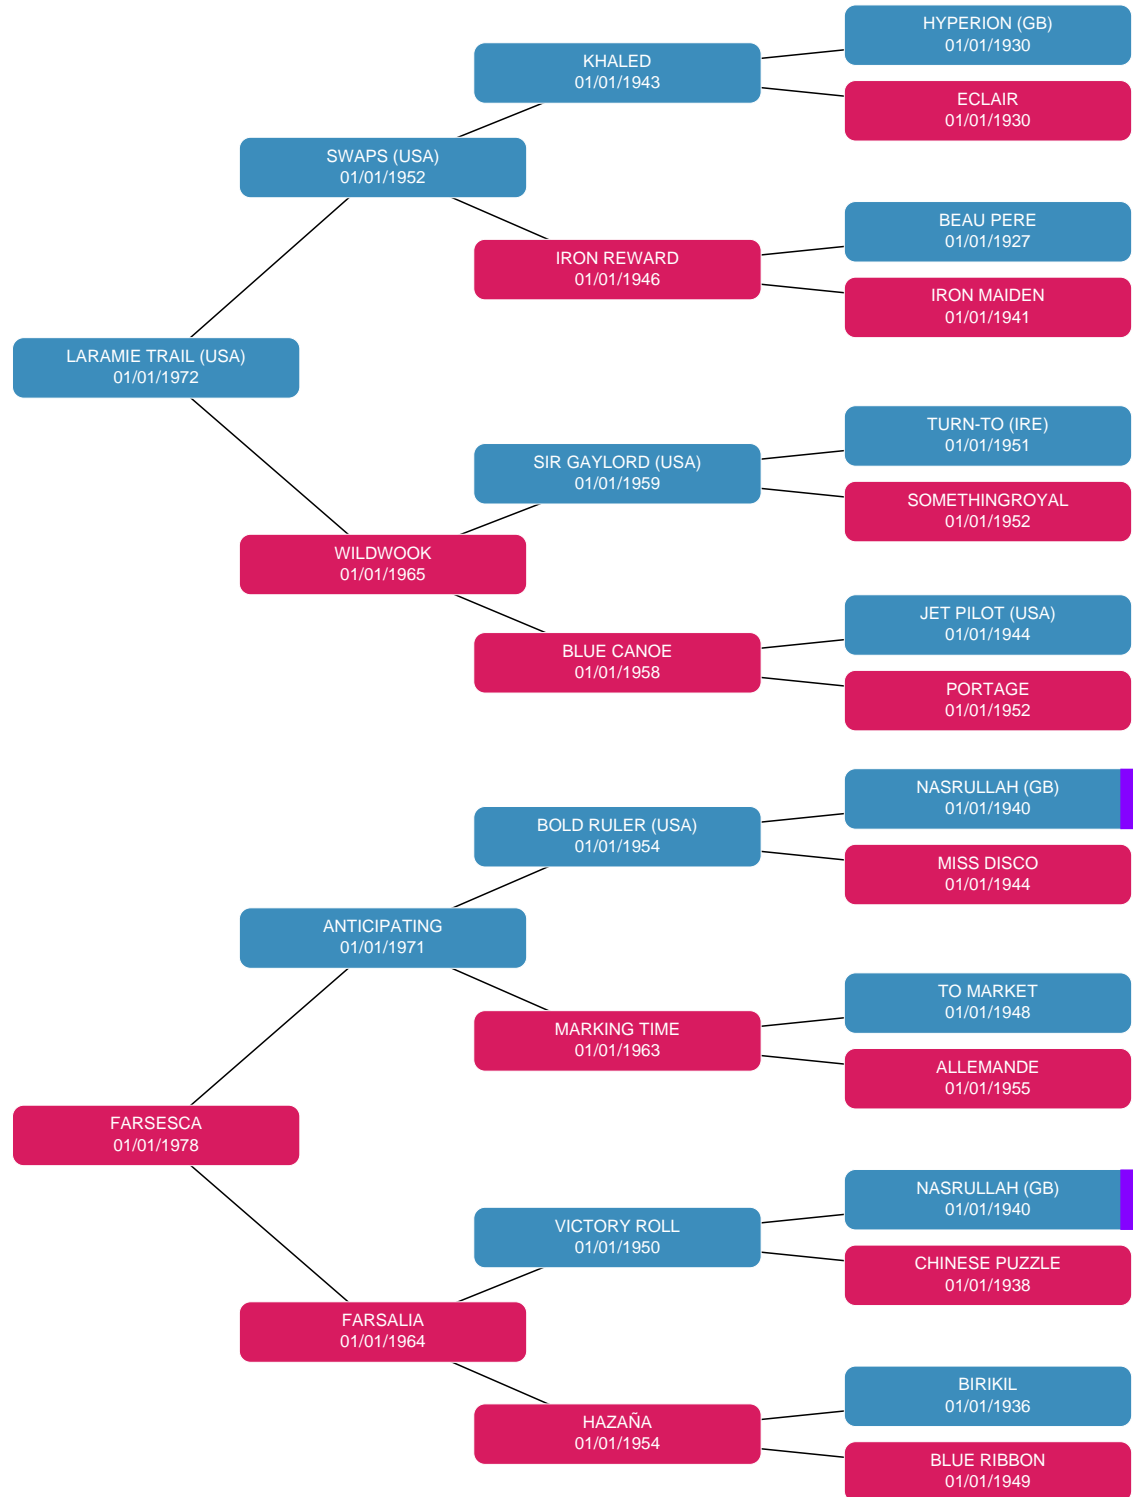 HYPERION (GB)
01/01/1930
KHALED
01/01/1943
ECLAIR
01/01/1930
SWAPS (USA)
01/01/1952
BEAU PERE
01/01/1927
IRON REWARD
01/01/1946
IRON MAIDEN
01/01/1941
LARAMIE TRAIL (USA)
01/01/1972
TURN-TO (IRE)
01/01/1951
SIR GAYLORD (USA)
01/01/1959
SOMETHINGROYAL
01/01/1952
WILDWOOK
01/01/1965
JET PILOT (USA)
01/01/1944
BLUE CANOE
01/01/1958
PORTAGE
01/01/1952
NASRULLAH (GB)
01/01/1940
BOLD RULER (USA)
01/01/1954
MISS DISCO
01/01/1944
ANTICIPATING
01/01/1971
TO MARKET
01/01/1948
MARKING TIME
01/01/1963
ALLEMANDE
01/01/1955
FARSESCA
01/01/1978
NASRULLAH (GB)
01/01/1940
VICTORY ROLL
01/01/1950
CHINESE PUZZLE
01/01/1938
FARSALIA
01/01/1964
BIRIKIL
01/01/1936
HAZAÑA
01/01/1954
BLUE RIBBON
01/01/1949